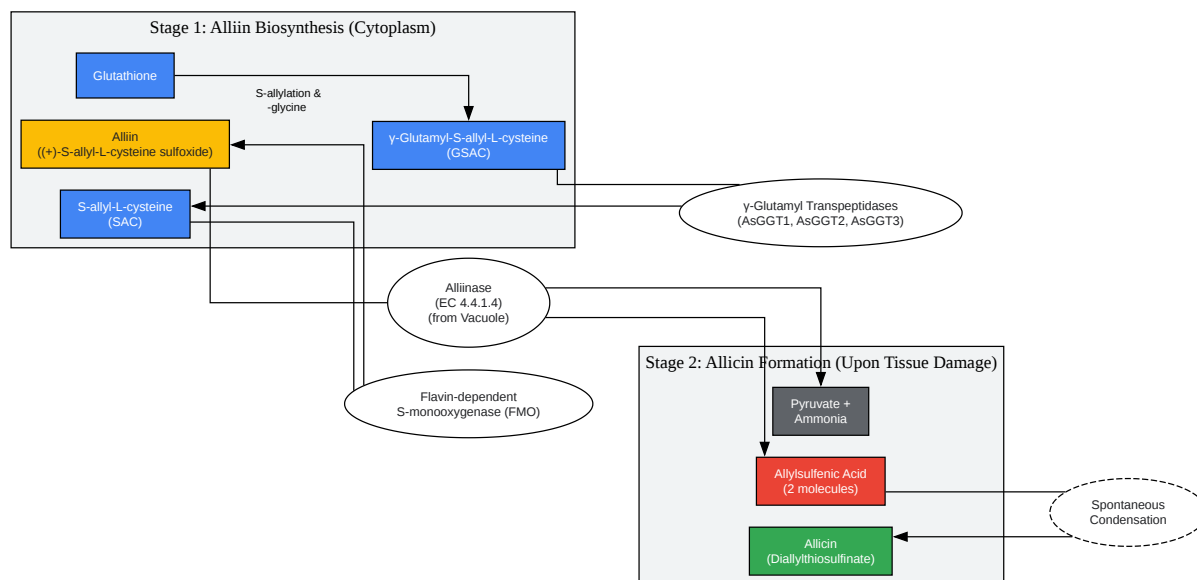 Stage 1: Alliin Biosynthesis (Cytoplasm)
Glutathione
S-allylation &
-glycine
Alliin
((+)-S-allyl-L-cysteine sulfoxide)
γ-Glutamyl-S-allyl-L-cysteine
(GSAC)
S-allyl-L-cysteine
(SAC)
γ-Glutamyl Transpeptidases
(AsGGT1, AsGGT2, AsGGT3)
Alliinase
(EC 4.4.1.4)
(from Vacuole)
Flavin-dependent
S-monooxygenase (FMO)
Stage 2: Allicin Formation (Upon Tissue Damage)
Pyruvate +
Ammonia
Allylsulfenic Acid
(2 molecules)
Spontaneous
Condensation
Allicin
(Diallylthiosulfinate)